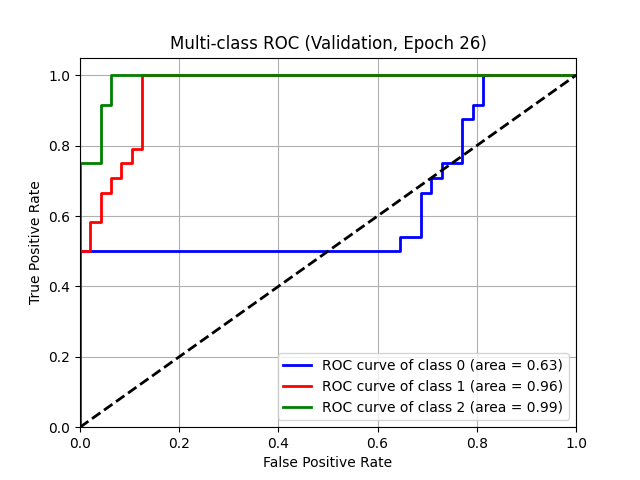 Multi-class ROC (Validation, Epoch 26)
True Positive Rate
1.0
0.8
0.6
0.4
0.2
0.0
ROC curve of class 0 (area = 0.63)
ROC curve of class 1 (area = 0.96)
ROC curve of class 2 (area = 0.99)
0.0 0.2 0.4 0.6 0.8 1.0
False Positive Rate